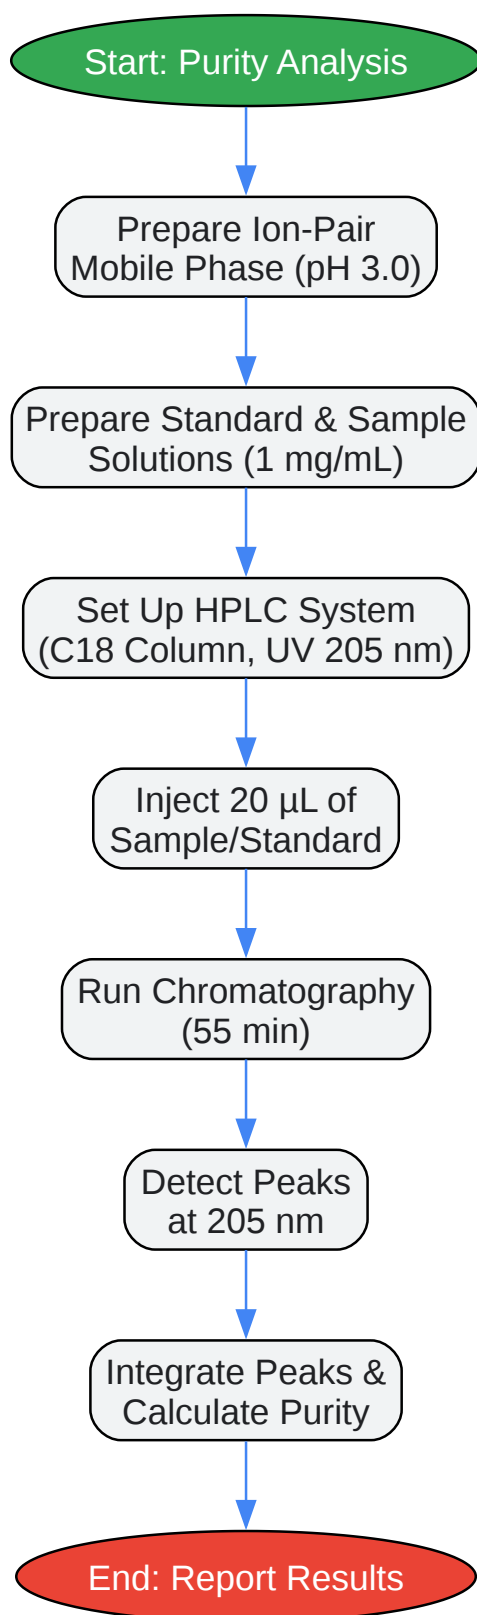 Start: Purity Analysis
Prepare Ion-Pair
Mobile Phase (pH 3.0)
Prepare Standard & Sample
Solutions (1 mg/mL)
Set Up HPLC System
(C18 Column, UV 205 nm)
Inject 20 µL of
Sample/Standard
Run Chromatography
(55 min)
Detect Peaks
at 205 nm
Integrate Peaks &
Calculate Purity
End: Report Results